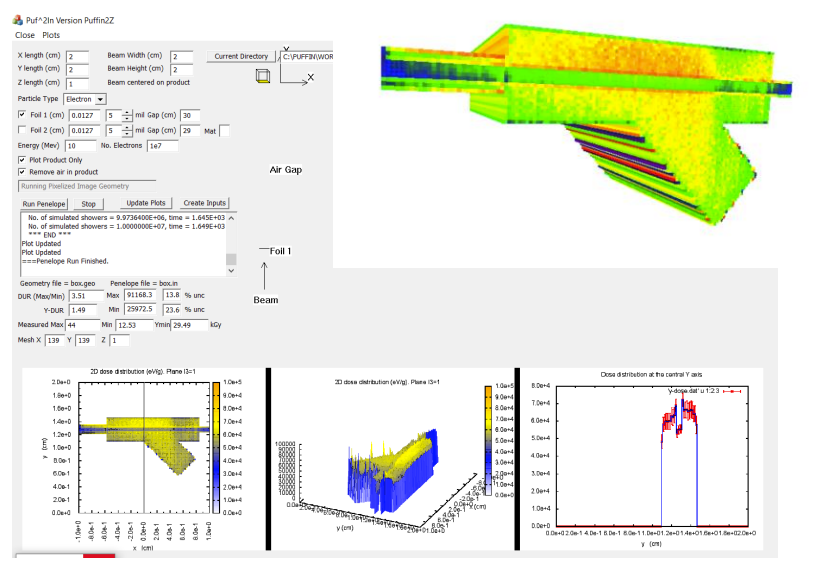 Puf^2In Version Puffin2Z
Close Plots
X length (cm) 2 Beam Width (cm) 2 Current Directory C:\PUFFIN\WOR
Y length (cm) 2 Beam Height (cm) 2
Z length (cm) 1 Beam centered on product
X
Particle Type Electron
Foil 1 (cm) 0.0127 5 mil Gap (cm) 30
Foil 2 (cm) 0.0127 5 mil Gap (cm) 29 Mat
Energy (Mev) 10 No. Electrons 1e7
Plot Product Only
Remove air in product
Air Gap
Running Pixelized Image Geometry
Run Penelope Stop Update Plots Create Inputs
No. of simulated showers = 9.9736400E+06, time = 1.645E+03
No. of simulated showers = 1.0000000E+07, time = 1.649E+03
*** END ***
Plot Updated
Plot Updated
===Penelope Run Finished.
Foil 1
Beam
Geometry file = box.geo Penelope file = box.in
DUR (Max/Min) 3.51 Max 91168.3 13.8 % unc
Y-DUR 1.49 Min 25972.5 23.6 % unc
Measured Max 44 Min 12.53 Ymin 29.49 kGy
Mesh X 139 Y 139 Z 1
2D dose distribution (eV/g). Plane I3=1
2.0e+0
1.8e+0
1.6e+0
1.4e+0
1.2e+0
1.0e+0
8.0e-1
6.0e-1
4.0e-1
2.0e-1
0.0e+0
y (cm)
-1.0e+0 -8.0e-1 -6.0e-1 -4.0e-1 -2.0e-1 0.0e+0 2.0e-1 4.0e-1 6.0e-1 8.0e-1 1.0e+0
x (cm)
1.0e+5
9.0e+4
8.0e+4
7.0e+4
6.0e+4
5.0e+4
4.0e+4
3.0e+4
2.0e+4
1.0e+4
0.0e+0
2D dose distribution (eV/g). Plane I3=1
100000
90000
80000
70000
60000
50000
40000
30000
20000
10000
0
y (cm)
x (cm)
1.0e+5
9.0e+4
8.0e+4
7.0e+4
6.0e+4
5.0e+4
4.0e+4
3.0e+4
2.0e+4
1.0e+4
0.0e+0
Dose distribution at the central Y axis
y-dose.dat' u 1:2:3
8.0e+4
7.0e+4
6.0e+4
5.0e+4
4.0e+4
3.0e+4
2.0e+4
1.0e+4
0.0e+0
0.0e+0 2.0e-1 4.0e-1 6.0e-1 8.0e-1 1.0e+0 1.2e+0 1.4e+0 1.6e+0 1.8e+0 2.0e+0
y (cm)